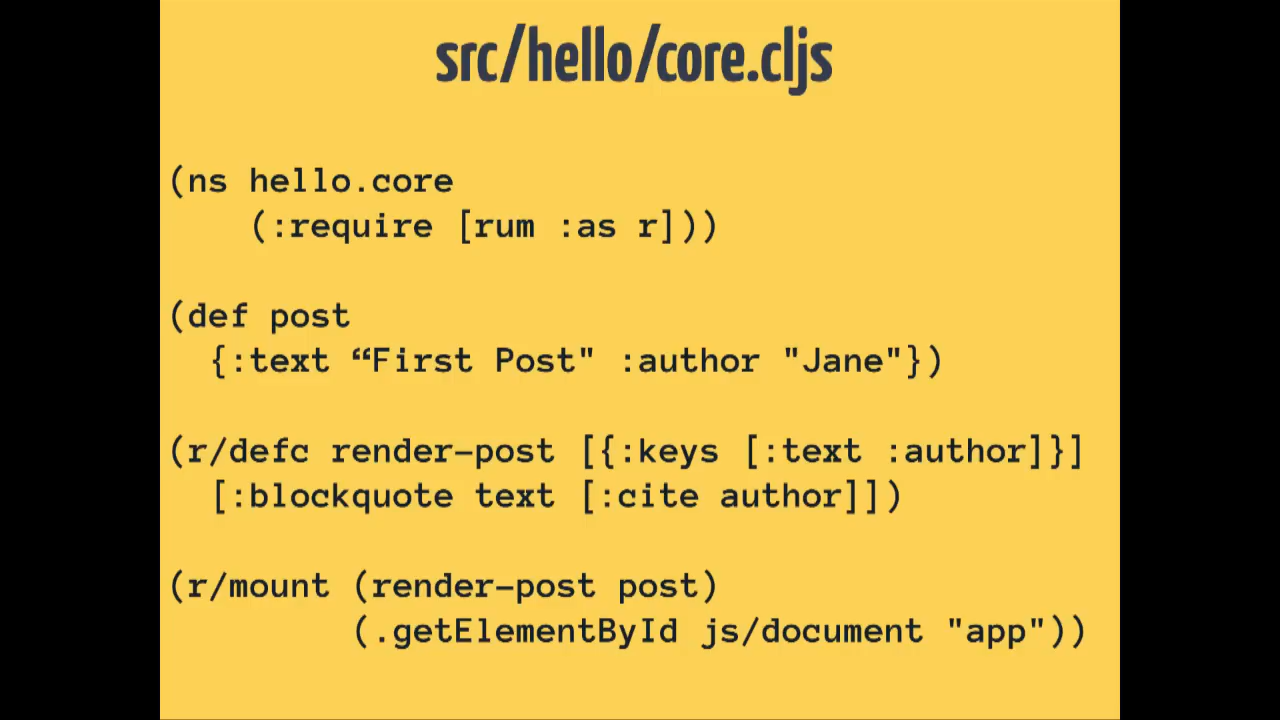 src/hello/core.cljs
(ns hello.core
    (:require [rum :as r]))
(def post
  {:text “First Post" :author "Jane"})
(r/defc render-post [{:keys [:text :author]}]
  [:blockquote text [:cite author]])
(r/mount (render-post post)
         (.getElementById js/document "app"))